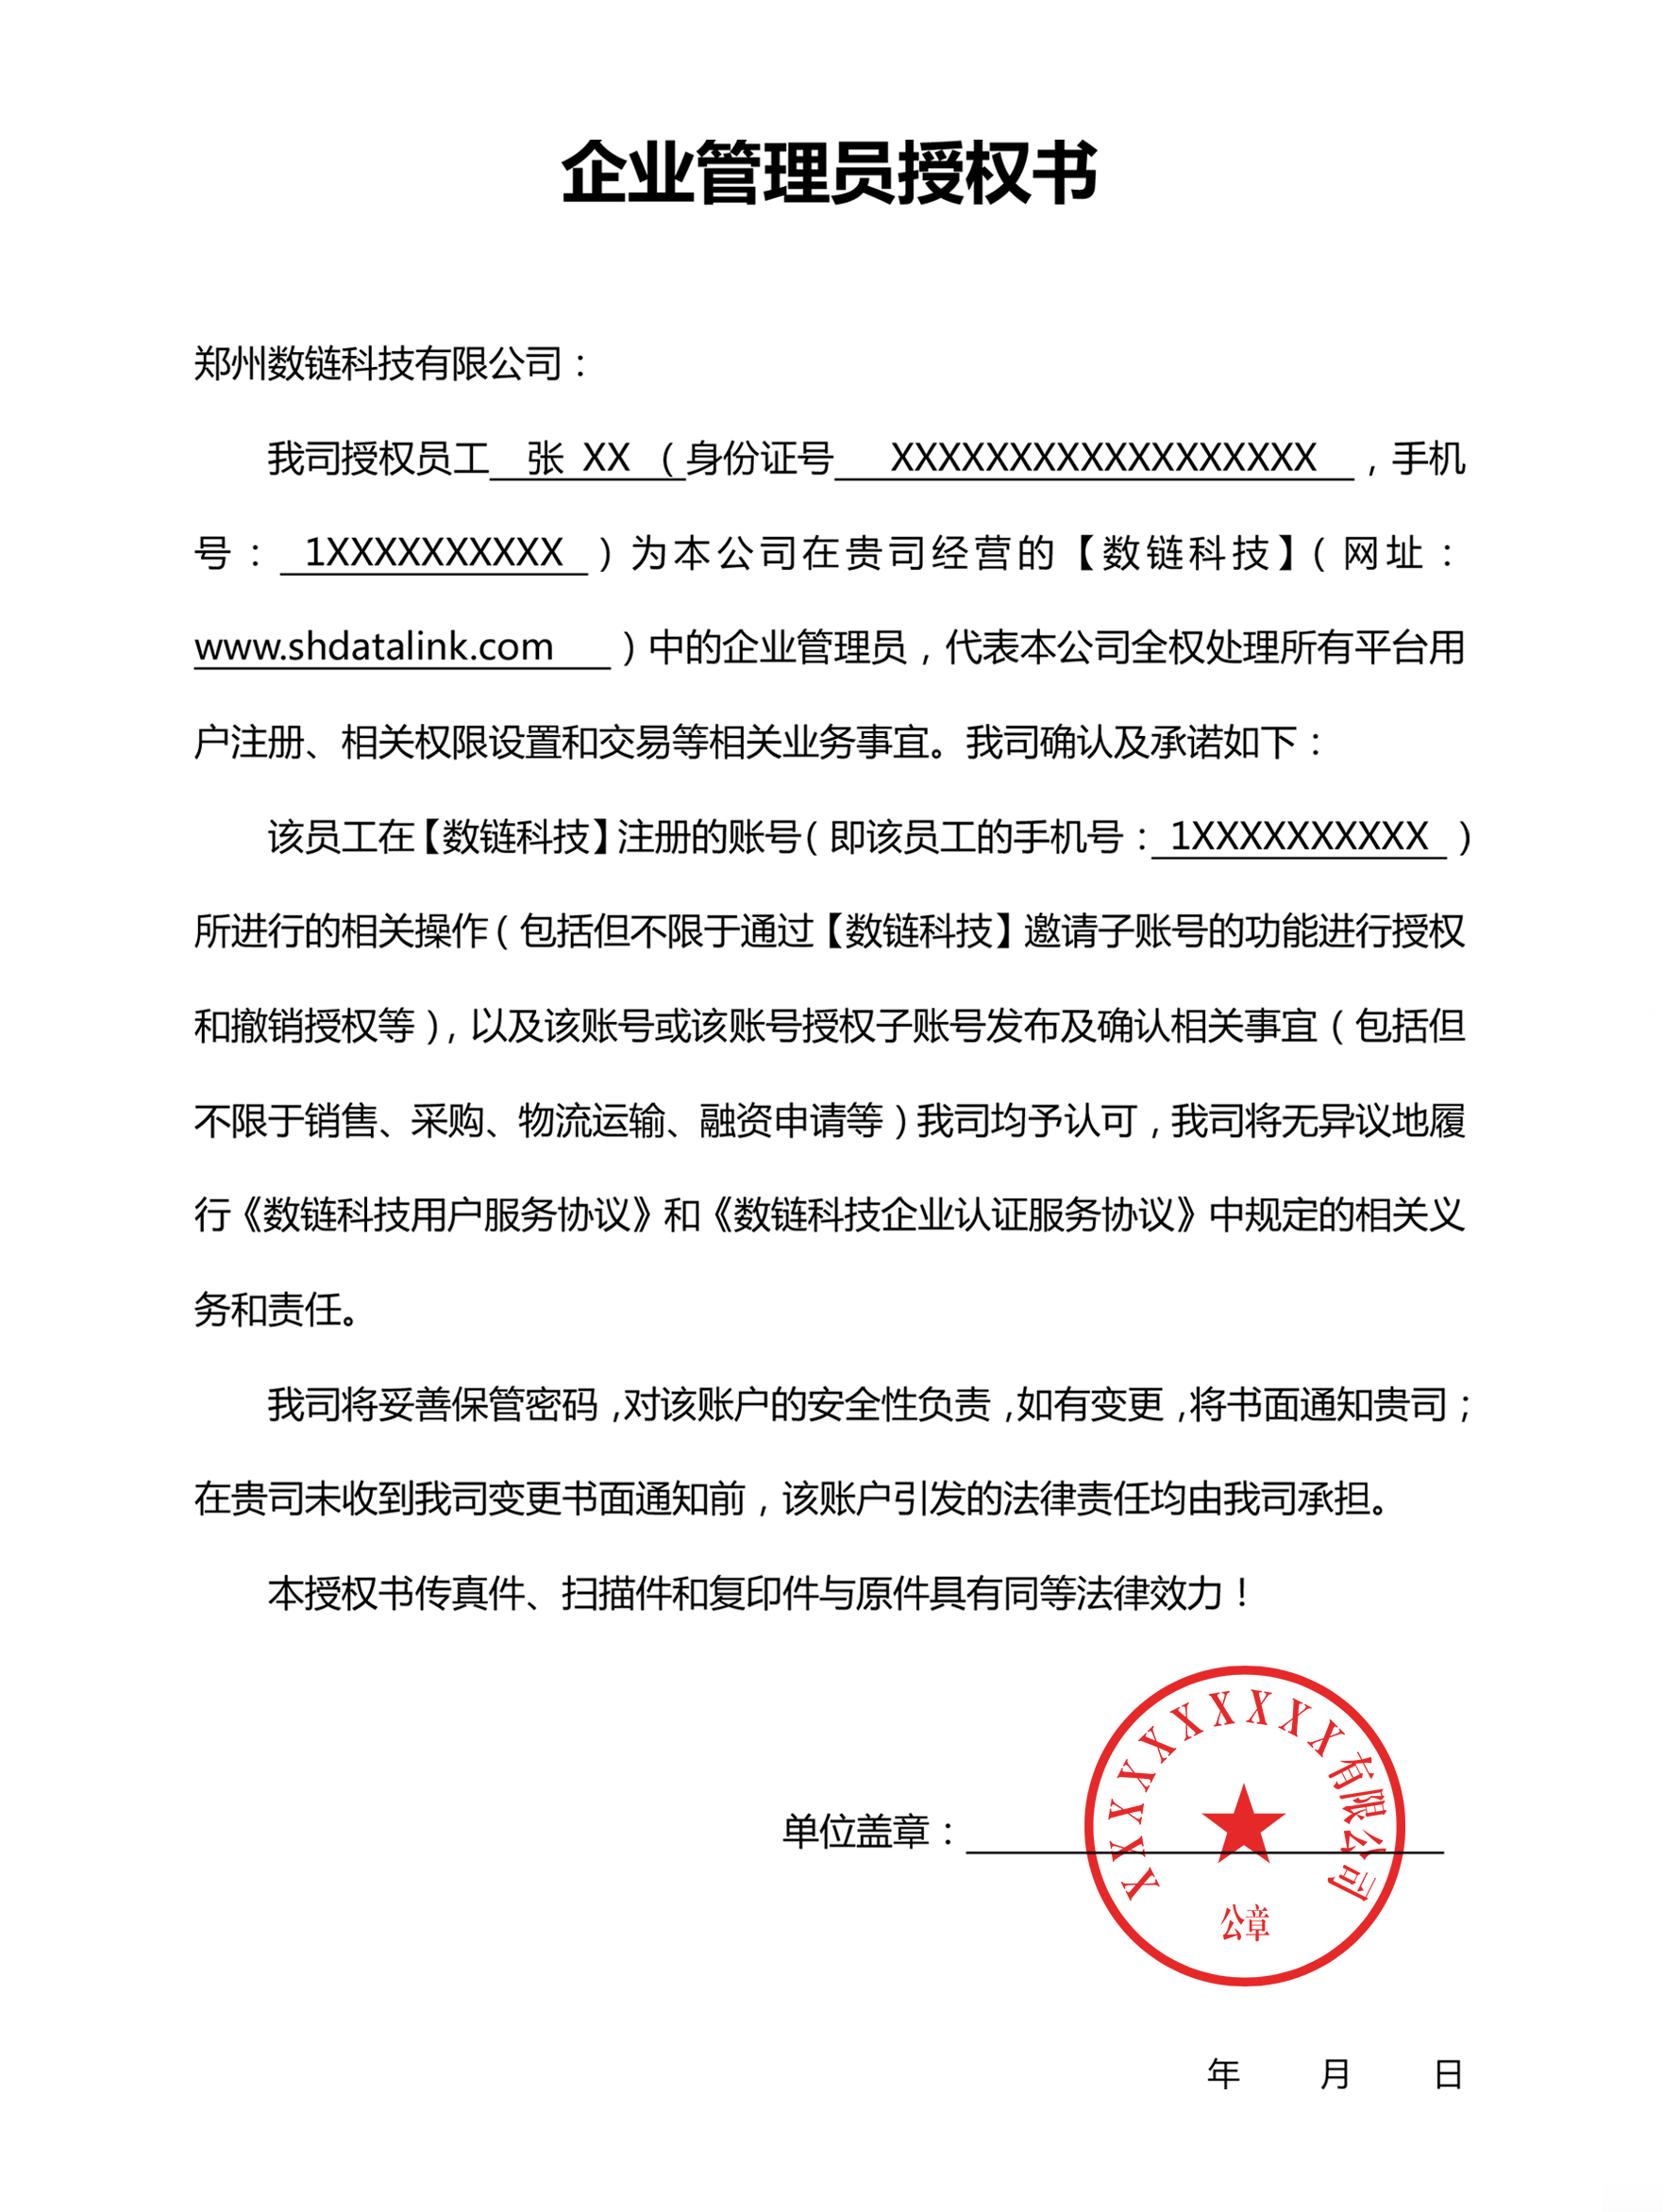 企业管理员授权书
郑州数链科技有限公司：
我司授权员工 张 XX （身份证号 XXXXXXXXXXXXXXXXXX ，手机
号： 1XXXXXXXXXX ）为本公司在贵司经营的【数链科技】（网址：
www.shdatalink.com ）中的企业管理员，代表本公司全权处理所有平台用
户注册、相关权限设置和交易等相关业务事宜。我司确认及承诺如下：
该员工在【数链科技】注册的账号（即该员工的手机号： 1XXXXXXXXXX ）
所进行的相关操作（包括但不限于通过【数链科技】邀请子账号的功能进行授权
和撤销授权等），以及该账号或该账号授权子账号发布及确认相关事宜（包括但
不限于销售、采购、物流运输、融资申请等）我司均予认可，我司将无异议地履
行《数链科技用户服务协议》和《数链科技企业认证服务协议》中规定的相关义
务和责任。
我司将妥善保管密码，对该账户的安全性负责，如有变更，将书面通知贵司；
在贵司未收到我司变更书面通知前，该账户引发的法律责任均由我司承担。
本授权书传真件、扫描件和复印件与原件具有同等法律效力！
XXXXXXXXXX有限公司
单位盖章：
公章
年 月 日